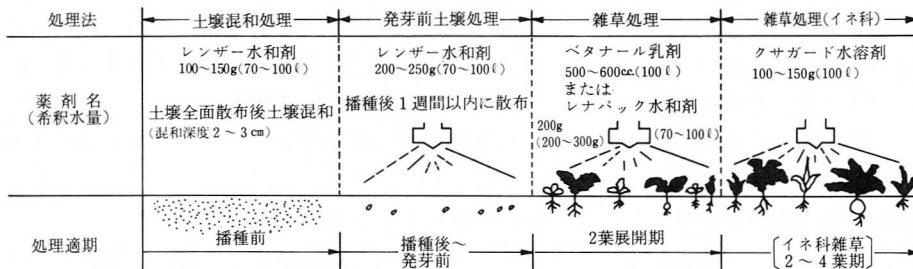 処理法
土壌混和処理
発芽前土壌処理
雑草処理
雑草処理(イネ科)
薬剤名
(希釈水量)
レンザー水和剤
100～150g(70～100ℓ)
土壌全面散布後土壌混和
(混和深度2～3cm)
レンザー水和剤
200～250g(70～100ℓ)
播種後1週間以内に散布
ベタナール乳剤
500～600cc(100ℓ)
または
レナパック水和剤
200g
(200～300g)
(70～100ℓ)
クサガード水溶剤
100～150g(100ℓ)
処理適期
播種前
播種後～
発芽前
2葉展開期
イネ科雑草
2～4葉期